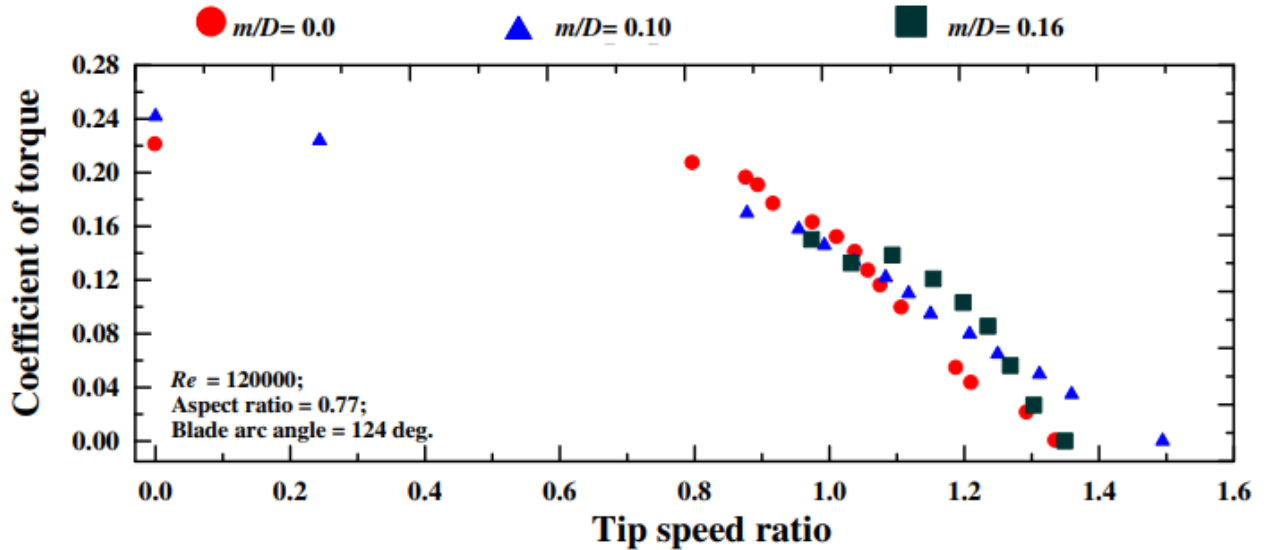 m/D= 0.0
m/D= 0.10
m/D= 0.16
Coefficient of torque
0.28
0.24
0.20
0.16
0.12
0.08
0.04
0.00
Re = 120000;
Aspect ratio = 0.77;
Blade arc angle = 124 deg.
0.0 0.2 0.4 0.6 0.8 1.0 1.2 1.4 1.6
Tip speed ratio